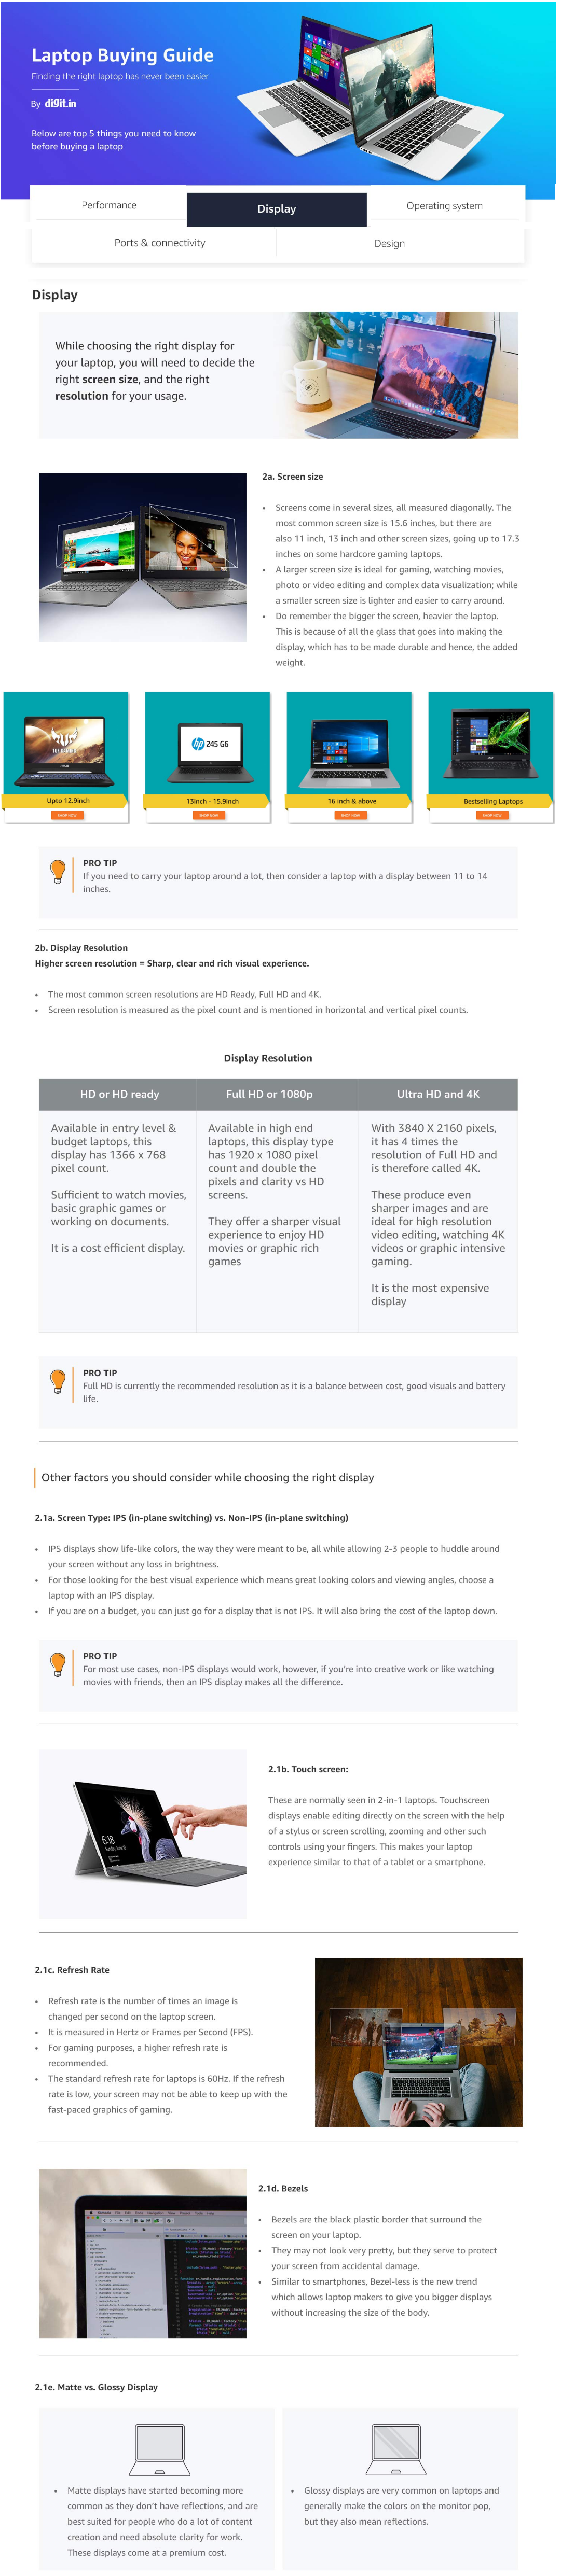 Laptop Buying Guide
Finding the right laptop has never been easier
By digit.in
Below are top 5 things you need to know
before buying a laptop
Performance
Display
Operating system
Ports & connectivity
Design
Display
While choosing the right display for
your laptop, you will need to decide the
right screen size, and the right
resolution for your usage.
2a. Screen size
• Screens come in several sizes, all measured diagonally. The
most common screen size is 15.6 inches, but there are
also 11 inch, 13 inch and other screen sizes, going up to 17.3
inches on some hardcore gaming laptops.
• A larger screen size is ideal for gaming, watching movies,
photo or video editing and complex data visualization; while
a smaller screen size is lighter and easier to carry around.
• Do remember the bigger the screen, heavier the laptop.
This is because of all the glass that goes into making the
display, which has to be made durable and hence, the added
weight.
hp 245 G6
Upto 12.9inch
SHOP NOW
13inch - 15.9inch
SHOP NOW
16 inch & above
SHOP NOW
Bestselling Laptops
SHOP NOW
PRO TIP
If you need to carry your laptop around a lot, then consider a laptop with a display between 11 to 14
inches.
2b. Display Resolution
Higher screen resolution = Sharp, clear and rich visual experience.
• The most common screen resolutions are HD Ready, Full HD and 4K.
• Screen resolution is measured as the pixel count and is mentioned in horizontal and vertical pixel counts.
Display Resolution
HD or HD ready
Available in entry level &
budget laptops, this
display has 1366 x 768
pixel count.
Sufficient to watch movies,
basic graphic games or
working on documents.
It is a cost efficient display.
Full HD or 1080p
Available in high end
laptops, this display type
has 1920 x 1080 pixel
count and double the
pixels and clarity vs HD
screens.
They offer a sharper visual
experience to enjoy HD
movies or graphic rich
games
Ultra HD and 4K
With 3840 X 2160 pixels,
it has 4 times the
resolution of Full HD and
is therefore called 4K.
These produce even
sharper images and are
ideal for high resolution
video editing, watching 4K
videos or graphic intensive
gaming.
It is the most expensive
display
PRO TIP
Full HD is currently the recommended resolution as it is a balance between cost, good visuals and battery
life.
Other factors you should consider while choosing the right display
2.1a. Screen Type: IPS (in-plane switching) vs. Non-IPS (in-plane switching)
• IPS displays show life-like colors, the way they were meant to be, all while allowing 2-3 people to huddle around
your screen without any loss in brightness.
• For those looking for the best visual experience which means great looking colors and viewing angles, choose a
laptop with an IPS display.
• If you are on a budget, you can just go for a display that is not IPS. It will also bring the cost of the laptop down.
PRO TIP
For most use cases, non-IPS displays would work, however, if you're into creative work or like watching
movies with friends, then an IPS display makes all the difference.
6:18
2.1b. Touch screen:
These are normally seen in 2-in-1 laptops. Touchscreen
displays enable editing directly on the screen with the help
of a stylus or screen scrolling, zooming and other such
controls using your fingers. This makes your laptop
experience similar to that of a tablet or a smartphone.
2.1c. Refresh Rate
• Refresh rate is the number of times an image is
changed per second on the laptop screen.
• It is measured in Hertz or Frames per Second (FPS).
• For gaming purposes, a higher refresh rate is
recommended.
• The standard refresh rate for laptops is 60Hz. If the refresh
rate is low, your screen may not be able to keep up with the
fast-paced graphics of gaming.
2.1d. Bezels
• Bezels are the black plastic border that surround the
screen on your laptop.
• They may not look very pretty, but they serve to protect
your screen from accidental damage.
• Similar to smartphones, Bezel-less is the new trend
which allows laptop makers to give you bigger displays
without increasing the size of the body.
2.1e. Matte vs. Glossy Display
• Matte displays have started becoming more
common as they don't have reflections, and are
best suited for people who do a lot of content
creation and need absolute clarity for work.
These displays come at a premium cost.
• Glossy displays are very common on laptops and
generally make the colors on the monitor pop,
but they also mean reflections.